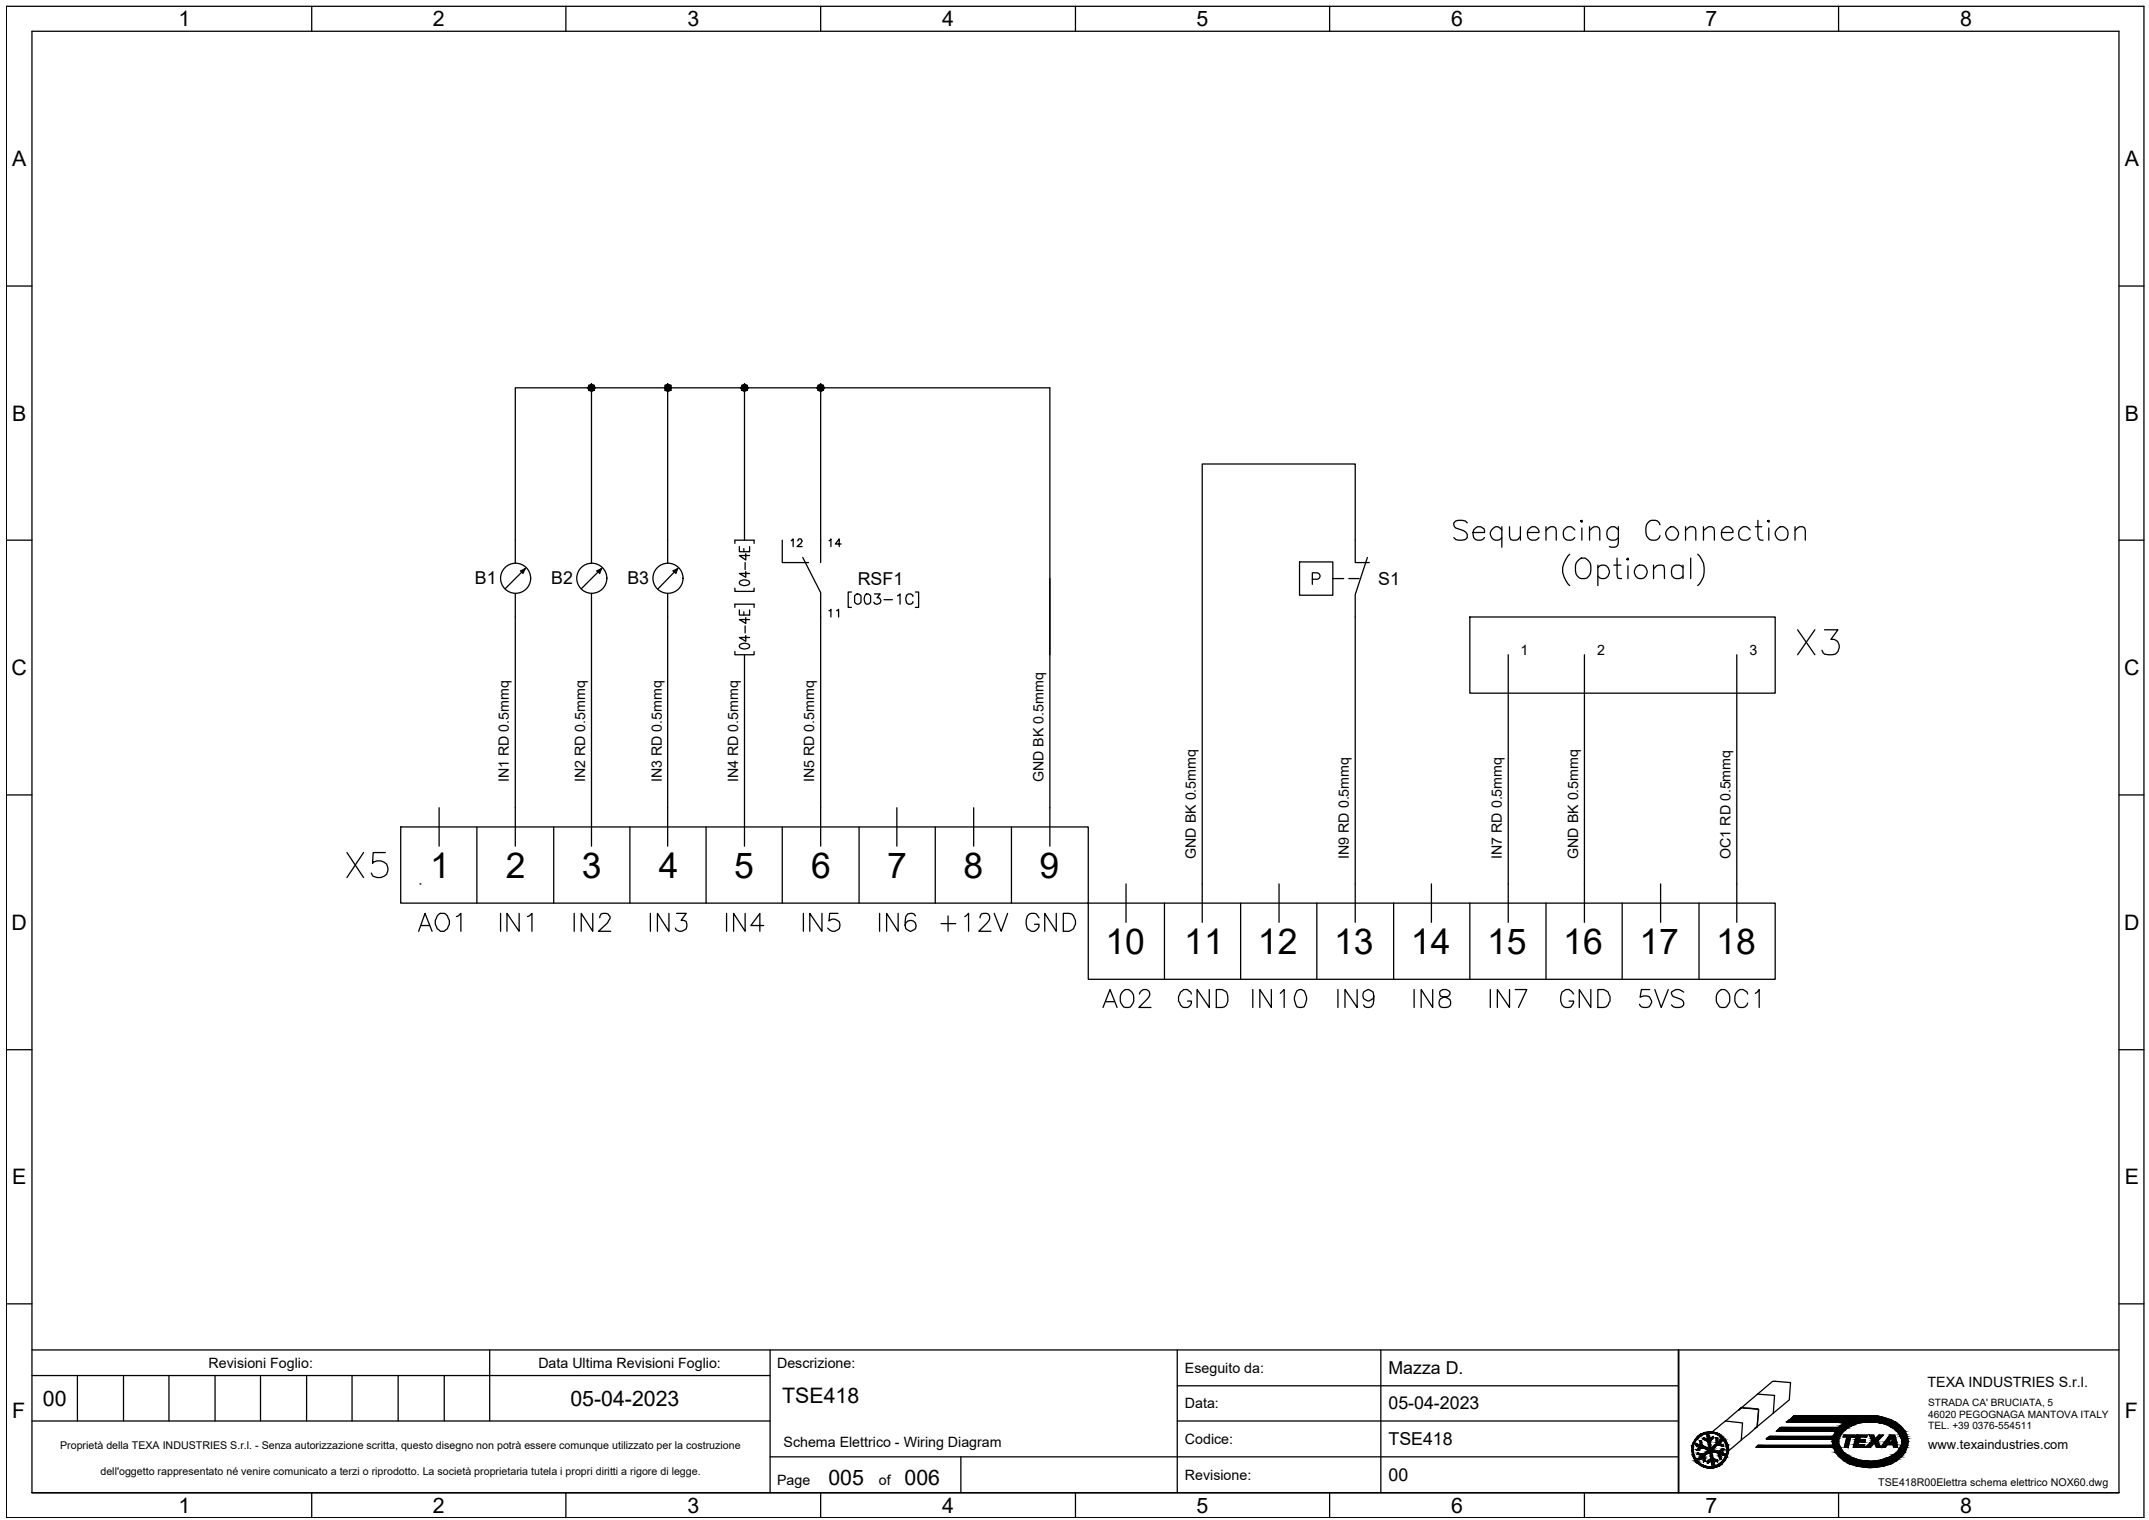 1 2 3 4 5 6 7 8
A A
B B
Sequencing Connection
(Optional)
12 14
[04-4E]
B1 B2 B3 RSF1 P S1
[003-1C]
11
[04-4E]
C C
1 2 3 X3
IN1 RD 0.5mmq
IN2 RD 0.5mmq
IN3 RD 0.5mmq
IN4 RD 0.5mmq
IN5 RD 0.5mmq
GND BK 0.5mmq
GND BK 0.5mmq
IN9 RD 0.5mmq
IN7 RD 0.5mmq
GND BK 0.5mmq
OC1 RD 0.5mmq
X5 1 2 3 4 5 6 7 8 9
AO1 IN1 IN2 IN3 IN4 IN5 IN6 +12V GND
D D
10 11 12 13 14 15 16 17 18
AO2 GND IN10 IN9 IN8 IN7 GND 5VS OC1
E E
F F
Revisioni Foglio:
00
Data Ultima Revisioni Foglio:
05-04-2023
Proprietà della TEXA INDUSTRIES S.r.l. - Senza autorizzazione scritta, questo disegno non potrà essere comunque utilizzato per la costruzione
dell'oggetto rappresentato né venire comunicato a terzi o riprodotto. La società proprietaria tutela i propri diritti a rigore di legge.
Descrizione:
TSE418
Schema Elettrico - Wiring Diagram
Page 005 of 006
Eseguito da: Mazza D.
Data: 05-04-2023
Codice: TSE418
Revisione: 00
TEXA
TEXA INDUSTRIES S.r.l.
STRADA CA' BRUCIATA, 5
46020 PEGOGNAGA MANTOVA ITALY
TEL. +39 0376-554511
www.texaindustries.com
TSE418R00Elettra schema elettrico NOX60.dwg
1 2 3 4 5 6 7 8